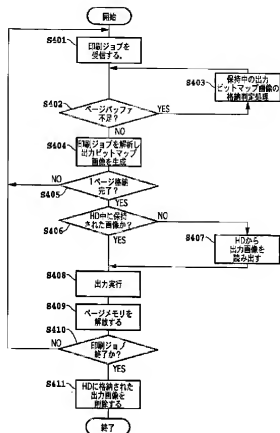 開始
S401
印刷ジョブを
受信する。
S402
ページバッファ
不足?
YES
S403
保持中の出力
ビットマップ画像の
格納判定処理
NO
S404
印刷ジョブを解析し
出力ビットマップ
画像を生成
NO
1ページ格納
完了?
S405
YES
HD中に保持
された画像か?
NO
S406
YES
S407
HDから
出力画像を
読み出す
S408
出力実行
S409
ページメモリを
解放する
S410
印刷ジョブ
終了か?
NO
YES
S411
HDに格納された
出力画像を
削除する
終了